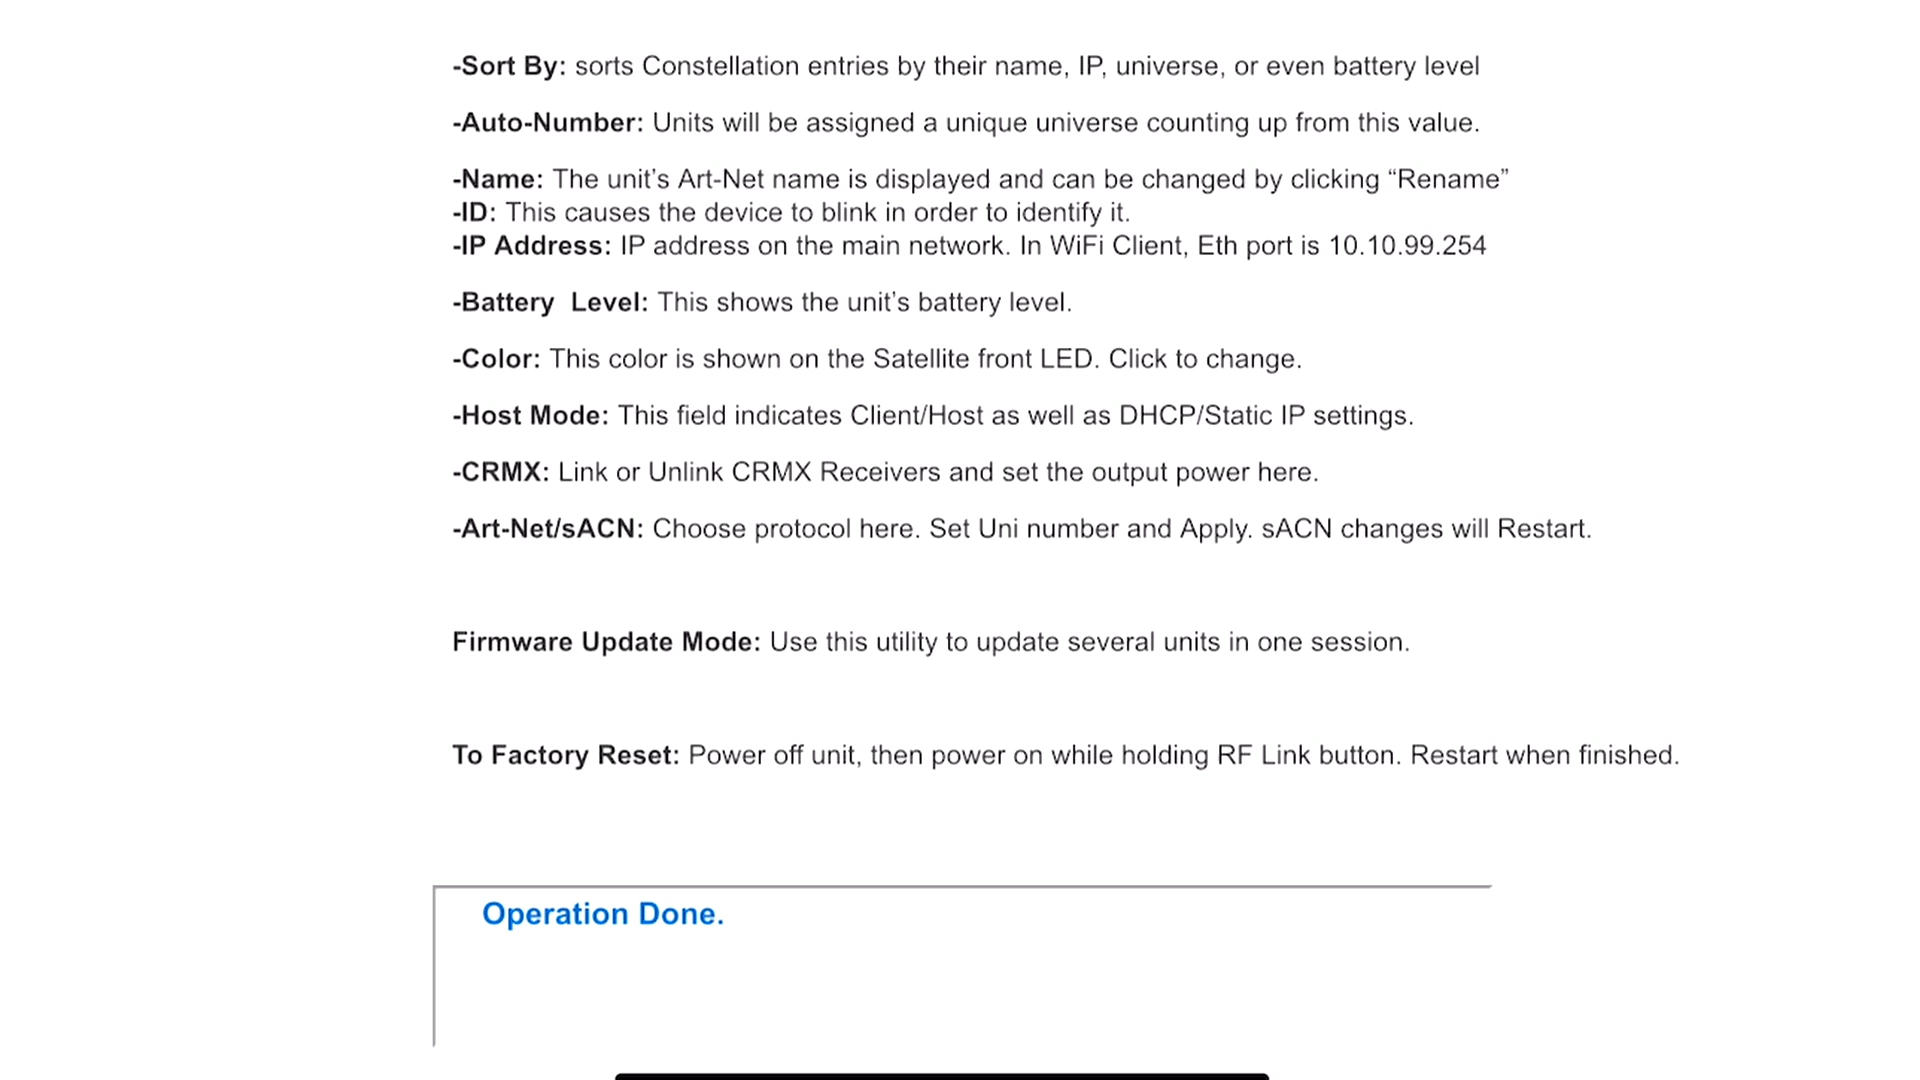 -Sort By: sorts Constellation entries by their name, IP, universe, or even battery level
-Auto-Number: Units will be assigned a unique universe counting up from this value.
-Name: The unit’s Art-Net name is displayed and can be changed by clicking “Rename”
-ID: This causes the device to blink in order to identify it.
-IP Address: IP address on the main network. In WiFi Client, Eth port is 10.10.99.254
-Battery  Level: This shows the unit’s battery level.
-Color: This color is shown on the Satellite front LED. Click to change.
-Host Mode: This field indicates Client/Host as well as DHCP/Static IP settings.
-CRMX: Link or Unlink CRMX Receivers and set the output power here.
-Art-Net/sACN: Choose protocol here. Set Uni number and Apply. sACN changes will Restart.
Firmware Update Mode: Use this utility to update several units in one session.
To Factory Reset: Power off unit, then power on while holding RF Link button. Restart when finished.
Operation Done.